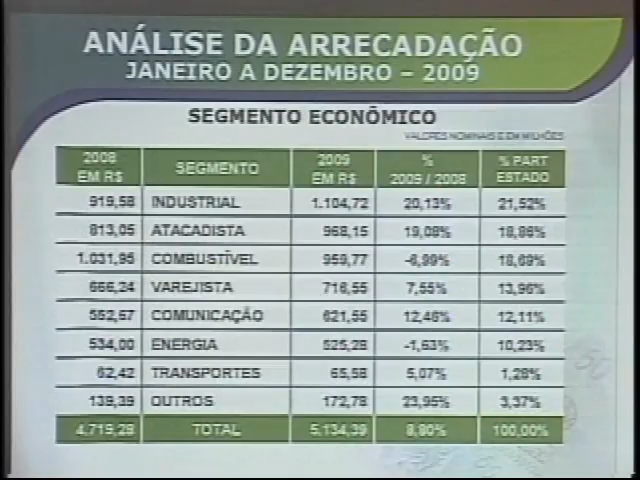 ANÁLISE DA ARRECADAÇÃO
JANEIRO A DEZEMBRO – 2009
SEGMENTO ECONÔMICO
VALORES NOMINAIS E EM MILHÕES
2008 EM R$ SEGMENTO 2009 EM R$ % 2009 / 2008 % PART ESTADO
919,58 INDUSTRIAL 1.104,72 20,13% 21,52%
813,05 ATACADISTA 968,15 19,08% 18,86%
1.031,95 COMBUSTÍVEL 959,77 -6,99% 18,69%
666,24 VAREJISTA 716,55 7,55% 13,96%
552,67 COMUNICAÇÃO 621,55 12,46% 12,11%
534,00 ENERGIA 525,28 -1,63% 10,23%
62,42 TRANSPORTES 65,58 5,07% 1,28%
139,39 OUTROS 172,78 23,95% 3,37%
4.719,29 TOTAL 5.134,39 8,80% 100,00%